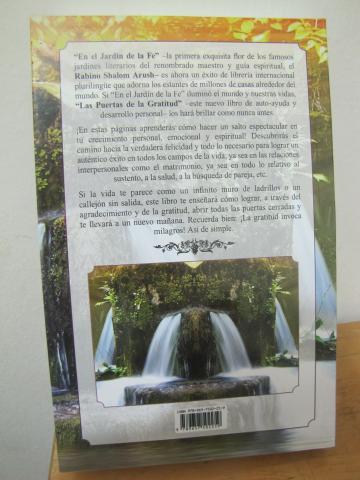 "En el Jardín de la Fe" –la primera exquisita flor de los famosos
jardines literarios del renombrado maestro y guía espiritual, el
Rabino Shalom Arush– es ahora un éxito de librería internacional
plurilingüe que adorna los estantes de millones de casas alrededor del
mundo. Si "En el Jardín de la Fe" iluminó el mundo y nuestras vidas,
"Las Puertas de la Gratitud" –este nuevo libro de auto-ayuda y
desarrollo personal– los hará brillar como nunca antes.
¡En estas páginas aprenderás cómo hacer un salto espectacular en
tu crecimiento personal, emocional y espiritual! Descubrirás el
camino hacia la verdadera felicidad y todo lo necesario para lograr un
auténtico éxito en todos los campos de la vida, ya sea en las relaciones
interpersonales como el matrimonio, ya sea en todo lo relativo al
sustento, a la salud, a la búsqueda de pareja, etc.
Si la vida te parece como un infinito muro de ladrillos o un
callejón sin salida, este libro te enseñará cómo lograr, a través del
agradecimiento y de la gratitud, abrir todas las puertas cerradas y
te llevará a un nuevo mañana. Recuerda bien: ¡La gratitud invoca
milagros! Así de simple.